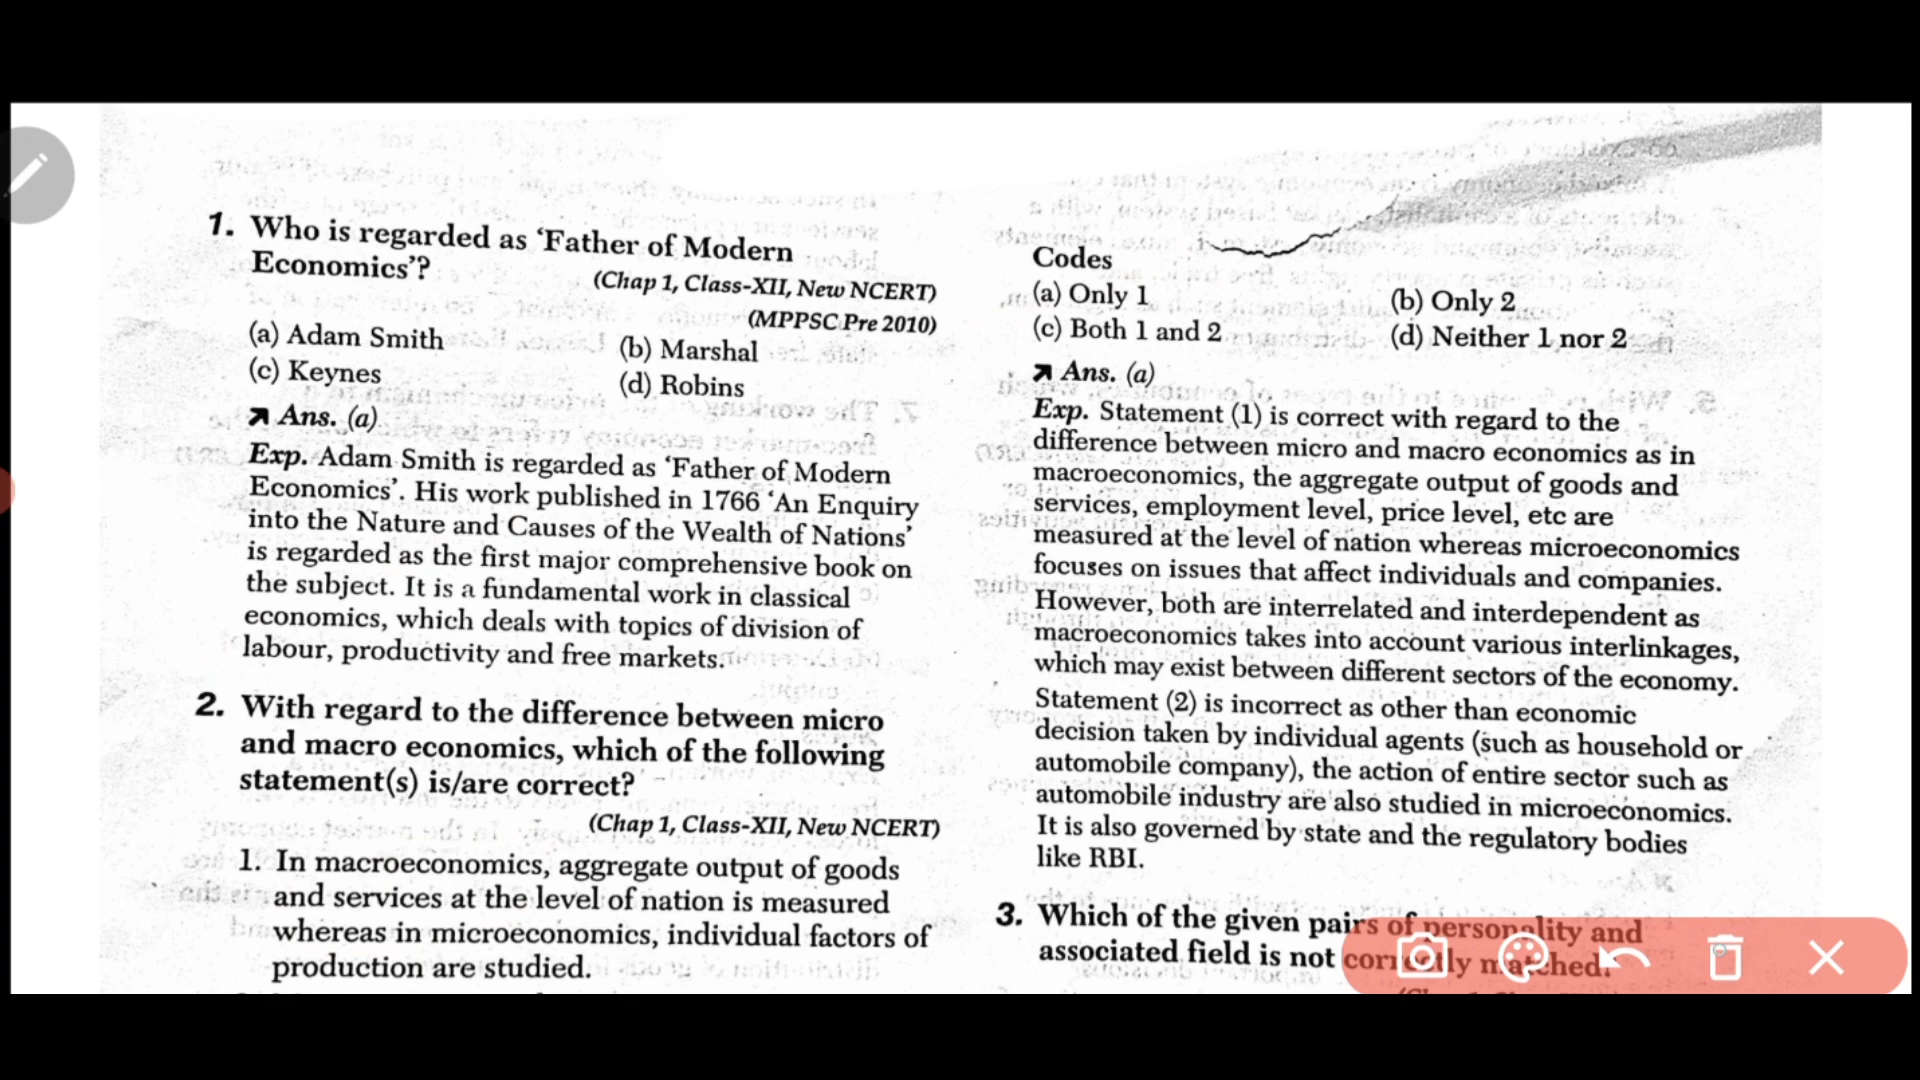 1. Who is regarded as ‘Father of Modern
Economics’?
(Chap 1, Class-XII, New NCERT)
(MPPSC Pre 2010)
(a) Adam Smith
(b) Marshal
(c) Keynes
(d) Robins
Ans. (a)
Exp. Adam Smith is regarded as ‘Father of Modern
Economics’. His work published in 1766 ‘An Enquiry
into the Nature and Causes of the Wealth of Nations’
is regarded as the first major comprehensive book on
the subject. It is a fundamental work in classical
economics, which deals with topics of division of
labour, productivity and free markets.
2. With regard to the difference between micro
and macro economics, which of the following
statement(s) is/are correct?
(Chap 1, Class-XII, New NCERT)
1. In macroeconomics, aggregate output of goods
and services at the level of nation is measured
whereas in microeconomics, individual factors of
production are studied.
Codes
(a) Only 1
(b) Only 2
(c) Both 1 and 2
(d) Neither 1 nor 2
Ans. (a)
Exp. Statement (1) is correct with regard to the
difference between micro and macro economics as in
macroeconomics, the aggregate output of goods and
services, employment level, price level, etc are
measured at the level of nation whereas microeconomics
focuses on issues that affect individuals and companies.
However, both are interrelated and interdependent as
macroeconomics takes into account various interlinkages,
which may exist between different sectors of the economy.
Statement (2) is incorrect as other than economic
decision taken by individual agents (such as household or
automobile company), the action of entire sector such as
automobile industry are also studied in microeconomics.
It is also governed by state and the regulatory bodies
like RBI.
3. Which of the given pairs of personality and
associated field is not correctly matched.